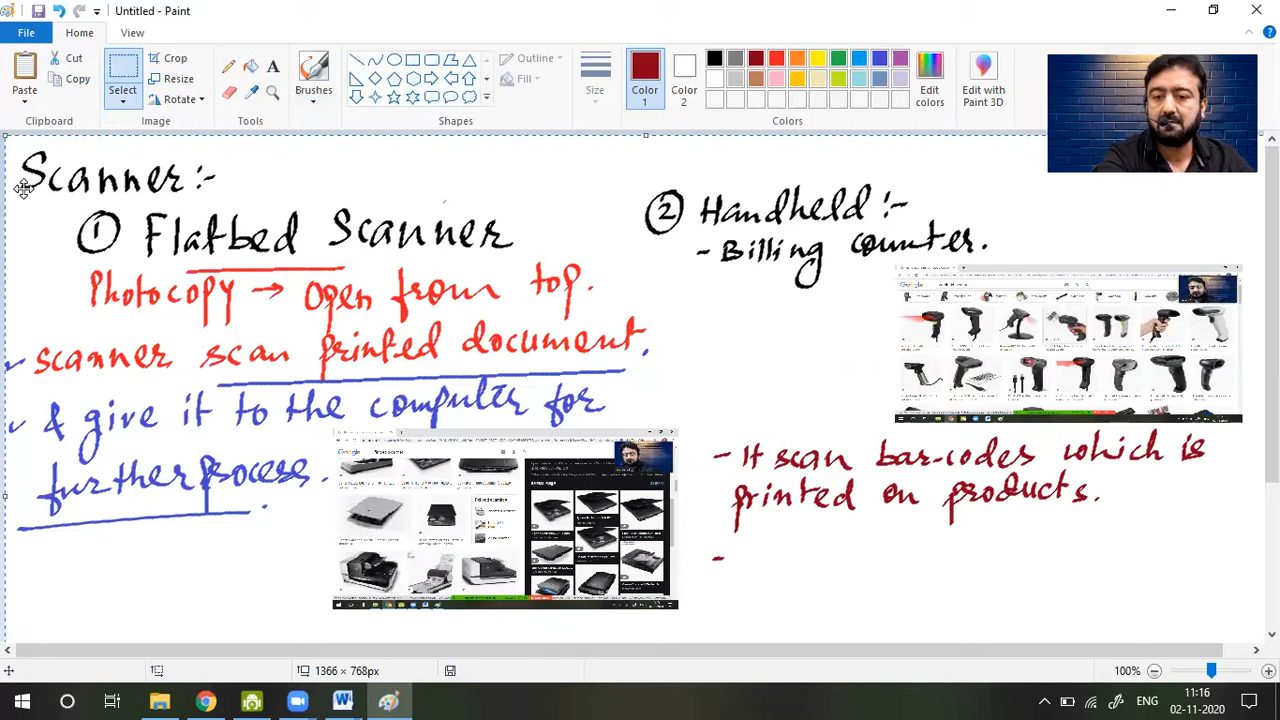 Untitled - Paint
File
Home
View
Paste
Cut
Copy
Clipboard
Select
Crop
Resize
Rotate
Image
Tools
Brushes
Shapes
Outline
Fill
Size
Color 1
Color 2
Edit colors
Edit with Paint 3D
Colors
Scanner:-
① Flatbed Scanner
Photocopy → Open from top.
scanner scan printed document.
& give it to the computer for
further process.
② Handheld :-
- Billing counter.
- It scan bar-codes which is
printed on products.
-
1366 × 768px
100%
ENG
11:16
02-11-2020